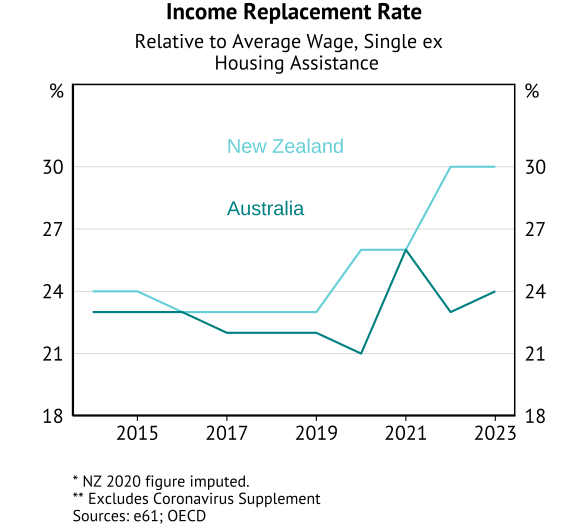 Income Replacement Rate
Relative to Average Wage, Single ex
Housing Assistance
% %
New Zealand
30 30
Australia
27 27
24 24
21 21
18 18
2015 2017 2019 2021 2023
* NZ 2020 figure imputed.
** Excludes Coronavirus Supplement
Sources: e61; OECD